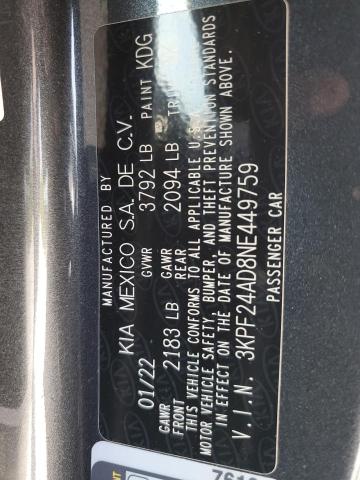 MANUFACTURED BY
KIA MEXICO S.A. DE C.V.
01/22 GVWR 3792 LB PAINT KDG
GAWR FRONT 2183 LB GAWR REAR 2094 LB
THIS VEHICLE CONFORMS TO ALL APPLICABLE U.S.
MOTOR VEHICLE SAFETY, BUMPER, AND THEFT PREVENTION STANDARDS
IN EFFECT ON THE DATE OF MANUFACTURE SHOWN ABOVE.
V.I.N. 3KPF24AD8NE449759
PASSENGER CAR